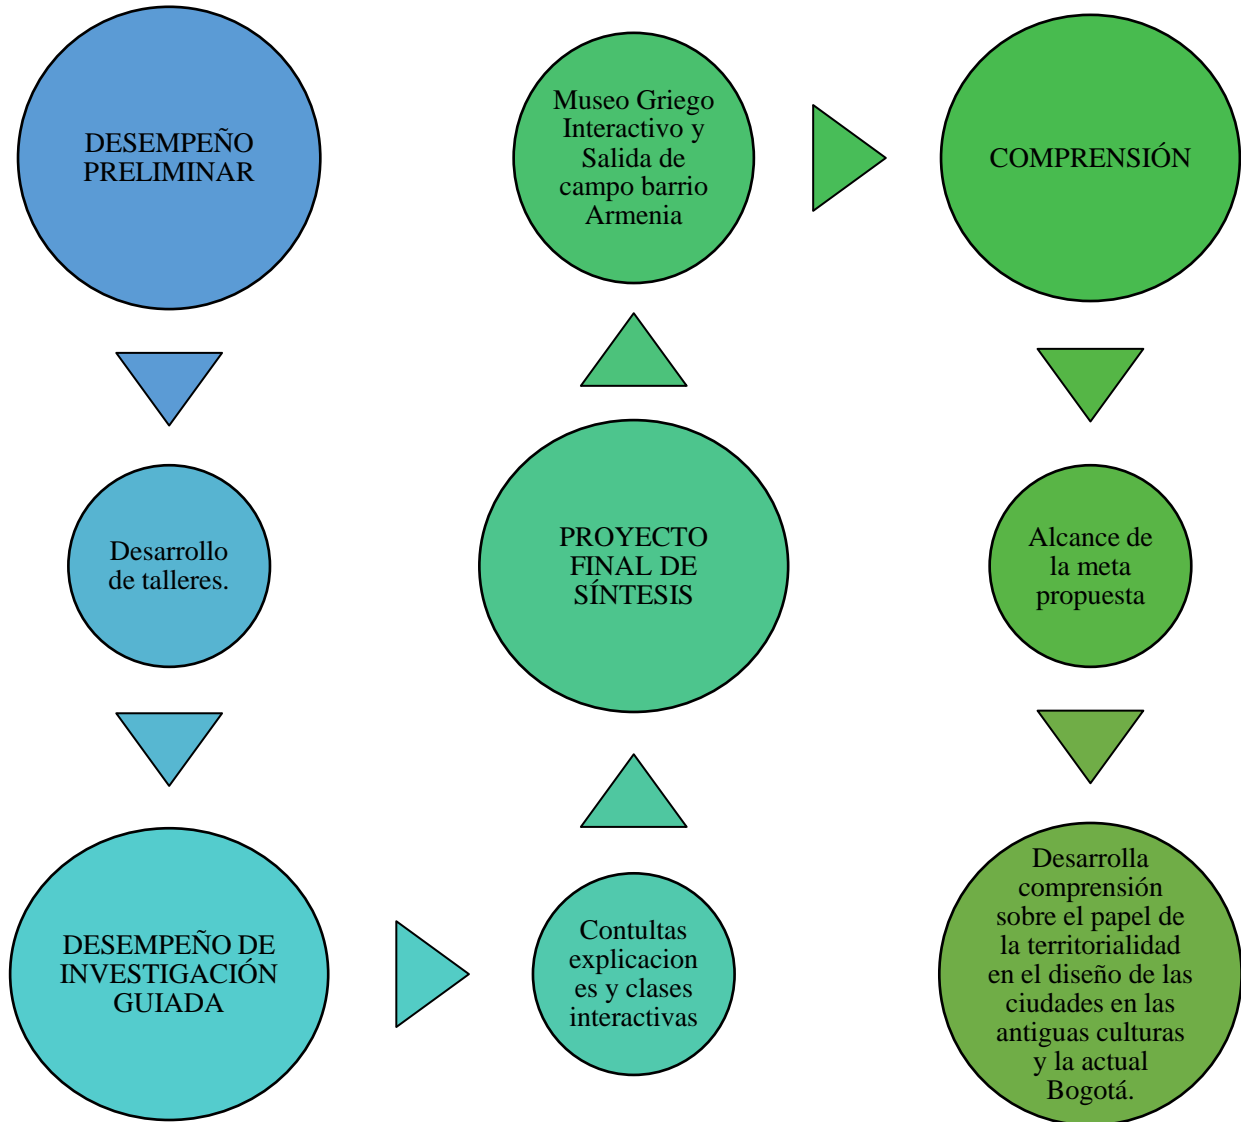 DESEMPEÑO
PRELIMINAR
Desarrollo
de talleres.
DESEMPEÑO DE
INVESTIGACIÓN
GUIADA
Contultas
explicacion
es y clases
interactivas
PROYECTO
FINAL DE
SÍNTESIS
Museo Griego
Interactivo y
Salida de
campo barrio
Armenia
COMPRENSIÓN
Alcance de
la meta
propuesta
Desarrolla
comprensión
sobre el papel de
la territorialidad
en el diseño de las
ciudades en las
antiguas culturas
y la actual
Bogotá.